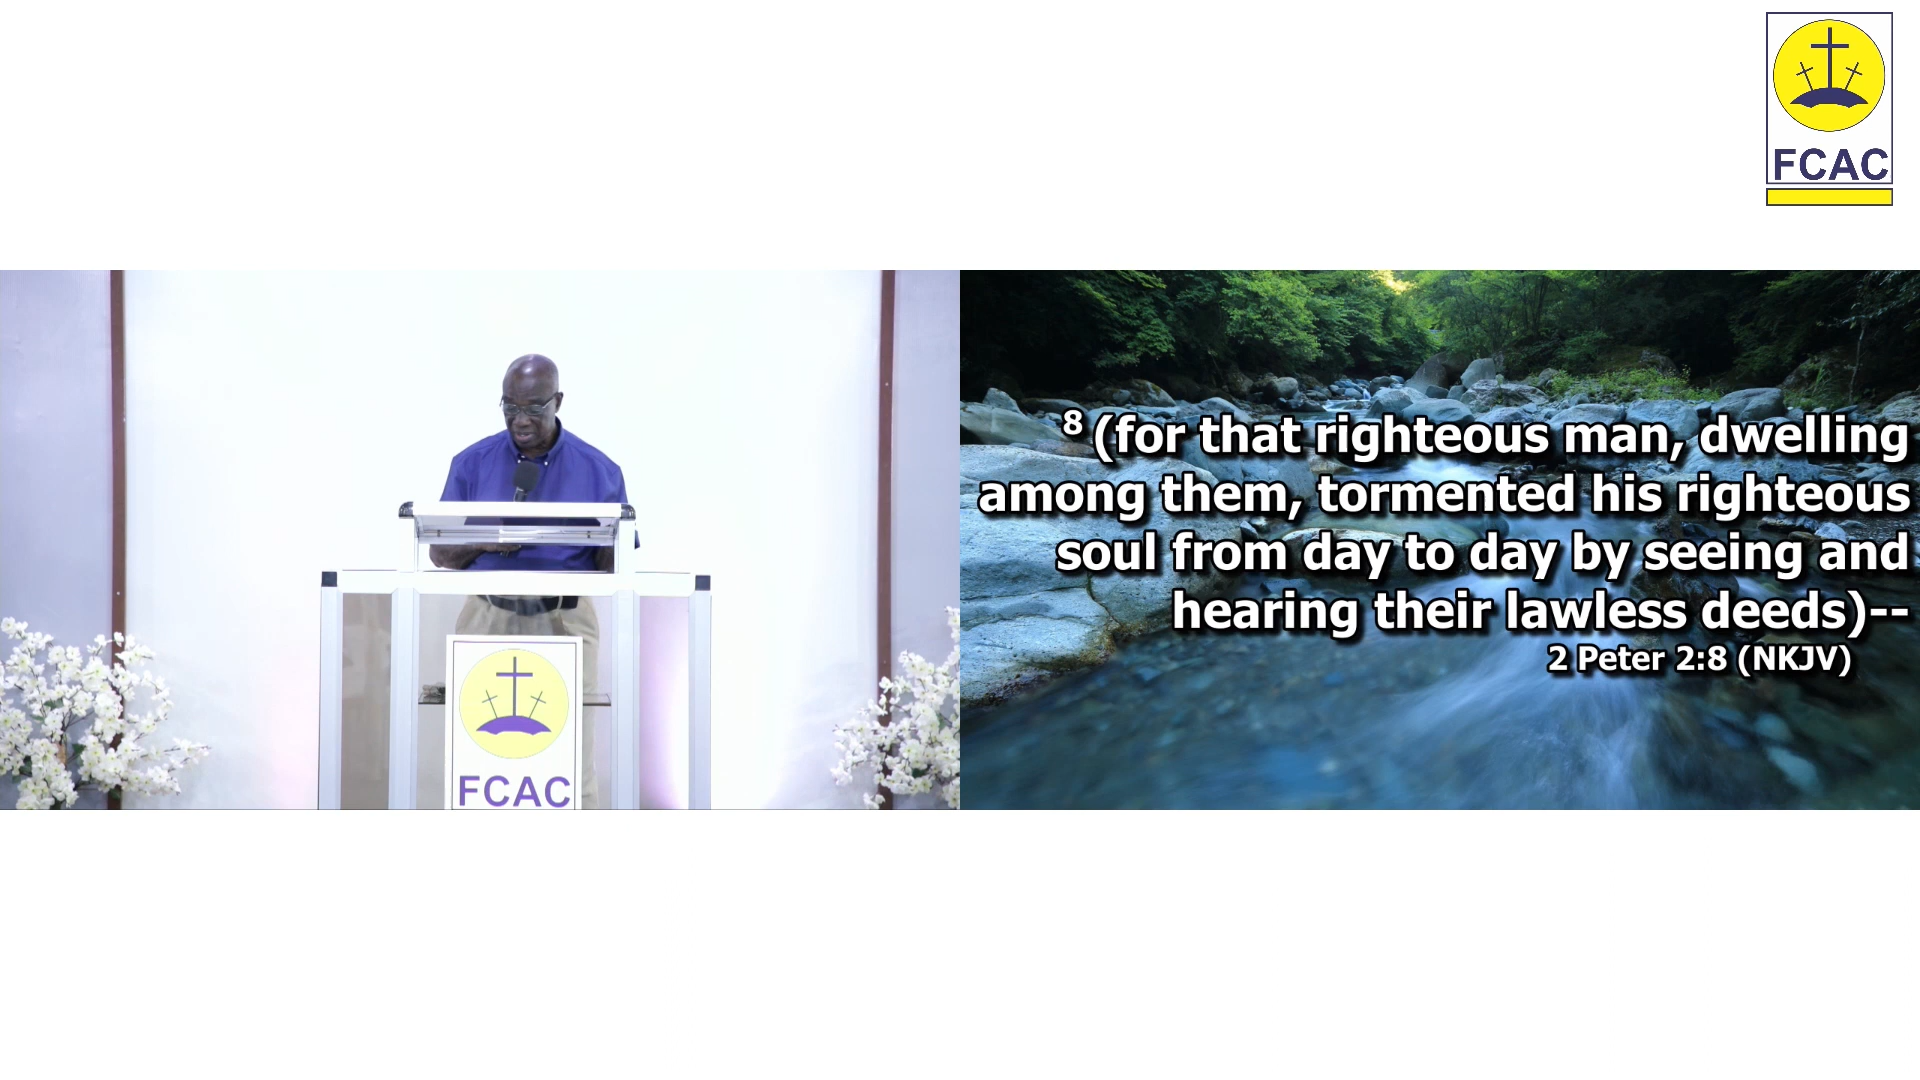 FCAC
8 (for that righteous man, dwelling
among them, tormented his righteous
soul from day to day by seeing and
hearing their lawless deeds)--
2 Peter 2:8 (NKJV)
FCAC